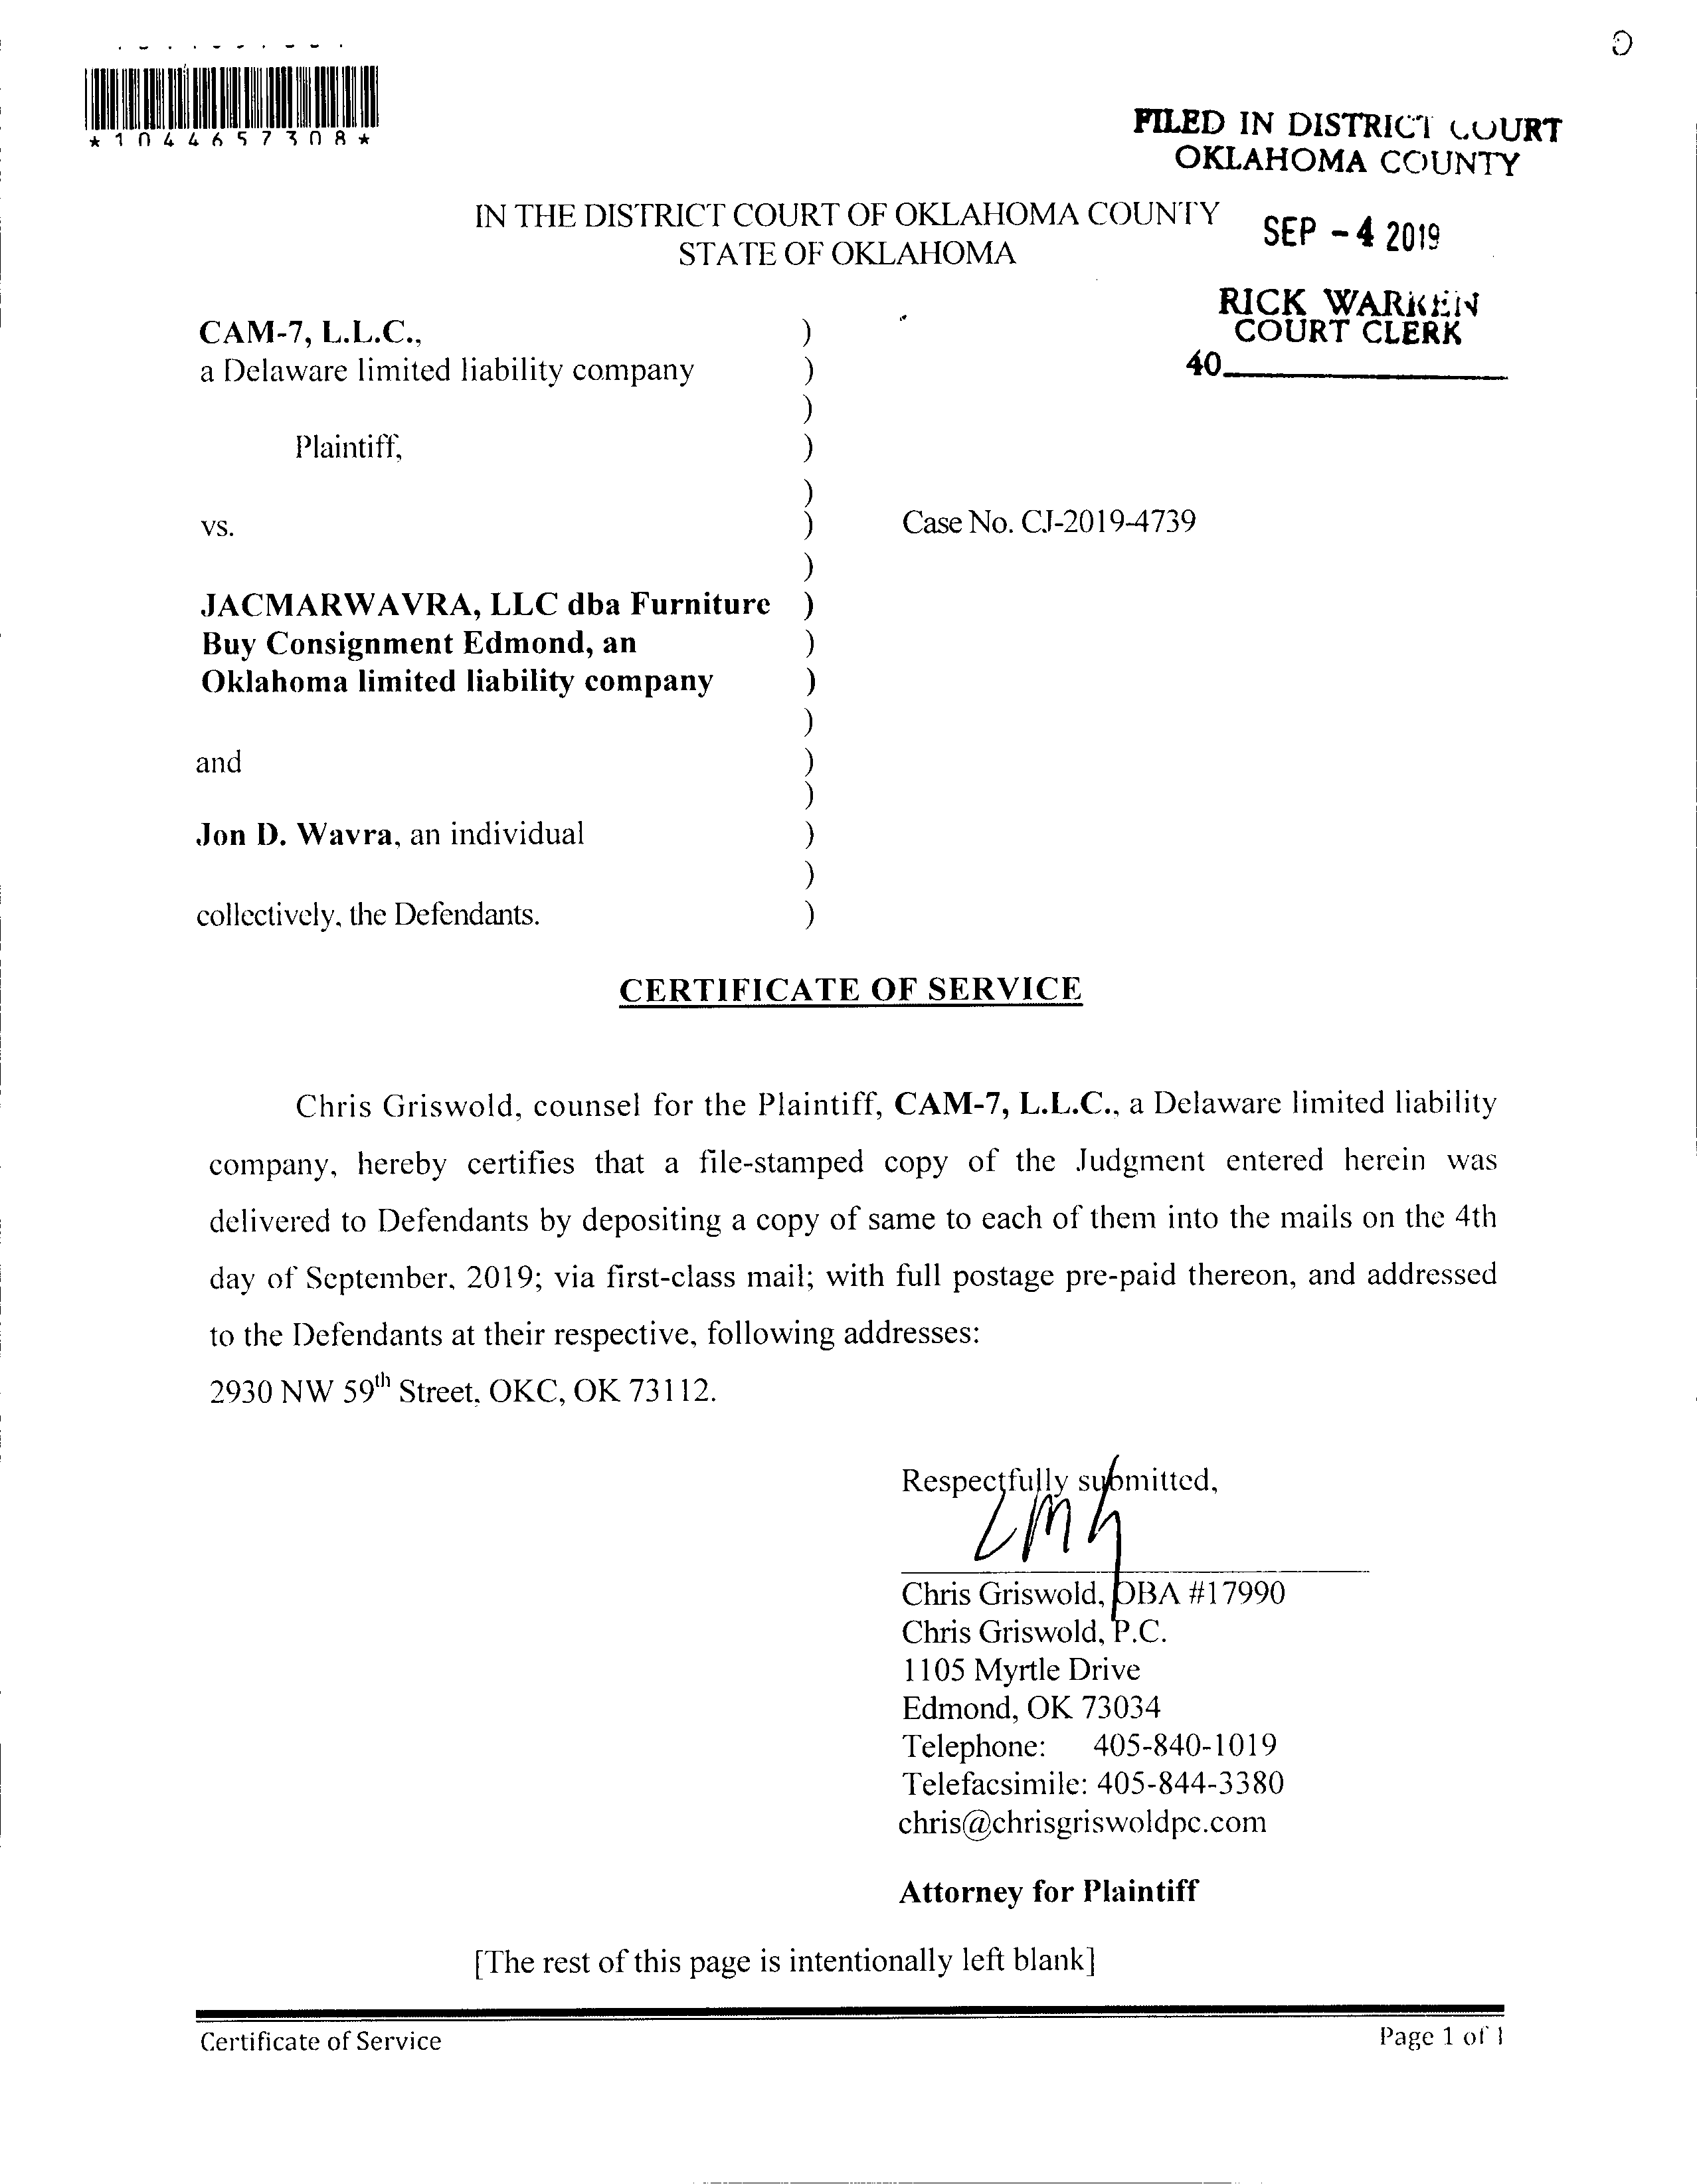 *1044657308*
FILED IN DISTRICT COURT
OKLAHOMA COUNTY
IN THE DISTRICT COURT OF OKLAHOMA COUNTY
STATE OF OKLAHOMA
SEP - 4 2019
RICK WARREN
COURT CLERK
40
CAM-7, L.L.C., )
a Delaware limited liability company )
)
Plaintiff, )
)
vs. ) Case No. CJ-2019-4739
)
JACMARWAVRA, LLC dba Furniture )
Buy Consignment Edmond, an )
Oklahoma limited liability company )
)
and )
)
Jon D. Wavra, an individual )
)
collectively, the Defendants. )
CERTIFICATE OF SERVICE
Chris Griswold, counsel for the Plaintiff, CAM-7, L.L.C., a Delaware limited liability
company, hereby certifies that a file-stamped copy of the Judgment entered herein was
delivered to Defendants by depositing a copy of same to each of them into the mails on the 4th
day of September, 2019; via first-class mail; with full postage pre-paid thereon, and addressed
to the Defendants at their respective, following addresses:
2930 NW 59th Street, OKC, OK 73112.
Respectfully submitted,
Chris Griswold, OBA #17990
Chris Griswold, P.C.
1105 Myrtle Drive
Edmond, OK 73034
Telephone: 405-840-1019
Telefacsimile: 405-844-3380
chris@chrisgriswoldpc.com
Attorney for Plaintiff
[The rest of this page is intentionally left blank]
Certificate of Service
Page 1 of 1